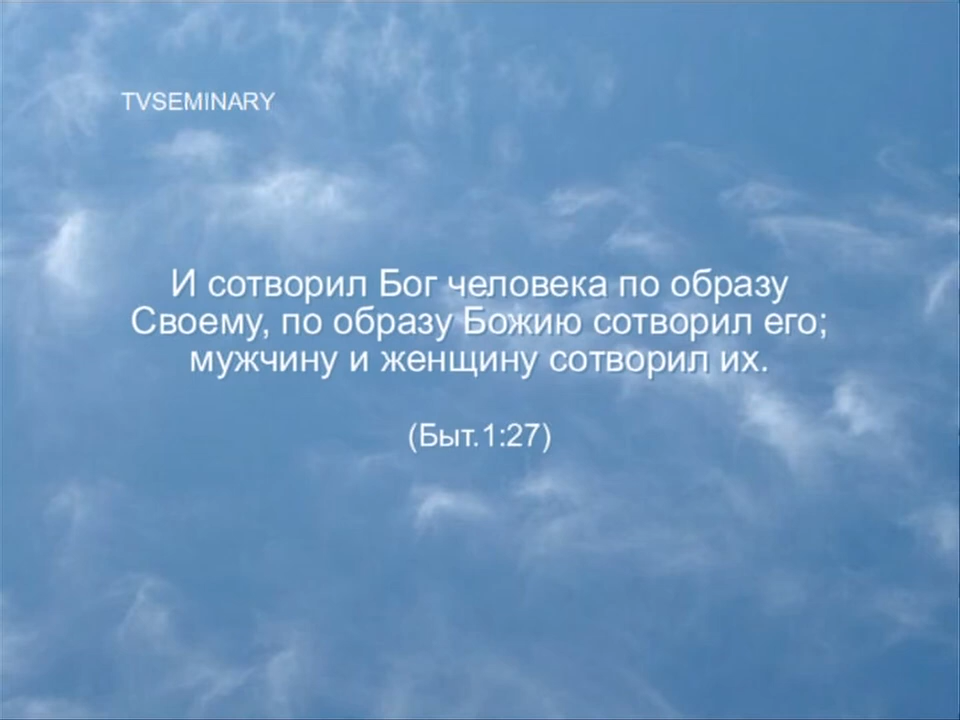 TVSEMINARY
И сотворил Бог человека по образу
Своему, по образу Божию сотворил его;
мужчину и женщину сотворил их.
(Быт.1:27)